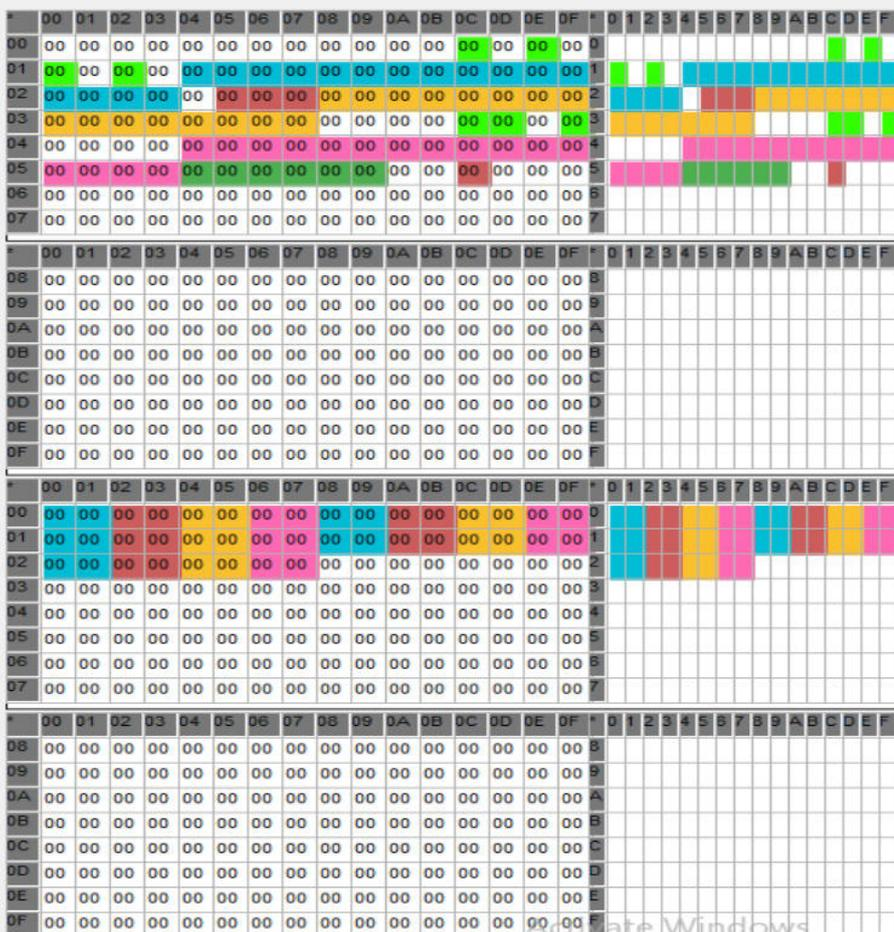 * 00 01 02 03 04 05 06 07 08 09 0A 0B 0C 0D 0E 0F * 0 1 2 3 4 5 6 7 8 9 A B C D E F
00 00 00 00 00 00 00 00 00 00 00 00 00 00 00 00 00 0
01 00 00 00 00 00 00 00 00 00 00 00 00 00 00 00 00 1
02 00 00 00 00 00 00 00 00 00 00 00 00 00 00 00 00 2
03 00 00 00 00 00 00 00 00 00 00 00 00 00 00 00 00 3
04 00 00 00 00 00 00 00 00 00 00 00 00 00 00 00 00 4
05 00 00 00 00 00 00 00 00 00 00 00 00 00 00 00 00 5
06 00 00 00 00 00 00 00 00 00 00 00 00 00 00 00 00 6
07 00 00 00 00 00 00 00 00 00 00 00 00 00 00 00 00 7
* 00 01 02 03 04 05 06 07 08 09 0A 0B 0C 0D 0E 0F * 0 1 2 3 4 5 6 7 8 9 A B C D E F
08 00 00 00 00 00 00 00 00 00 00 00 00 00 00 00 00 8
09 00 00 00 00 00 00 00 00 00 00 00 00 00 00 00 00 9
0A 00 00 00 00 00 00 00 00 00 00 00 00 00 00 00 00 A
0B 00 00 00 00 00 00 00 00 00 00 00 00 00 00 00 00 B
0C 00 00 00 00 00 00 00 00 00 00 00 00 00 00 00 00 C
0D 00 00 00 00 00 00 00 00 00 00 00 00 00 00 00 00 D
0E 00 00 00 00 00 00 00 00 00 00 00 00 00 00 00 00 E
0F 00 00 00 00 00 00 00 00 00 00 00 00 00 00 00 00 F
* 00 01 02 03 04 05 06 07 08 09 0A 0B 0C 0D 0E 0F * 0 1 2 3 4 5 6 7 8 9 A B C D E F
00 00 00 00 00 00 00 00 00 00 00 00 00 00 00 00 00 0
01 00 00 00 00 00 00 00 00 00 00 00 00 00 00 00 00 1
02 00 00 00 00 00 00 00 00 00 00 00 00 00 00 00 00 2
03 00 00 00 00 00 00 00 00 00 00 00 00 00 00 00 00 3
04 00 00 00 00 00 00 00 00 00 00 00 00 00 00 00 00 4
05 00 00 00 00 00 00 00 00 00 00 00 00 00 00 00 00 5
06 00 00 00 00 00 00 00 00 00 00 00 00 00 00 00 00 6
07 00 00 00 00 00 00 00 00 00 00 00 00 00 00 00 00 7
* 00 01 02 03 04 05 06 07 08 09 0A 0B 0C 0D 0E 0F * 0 1 2 3 4 5 6 7 8 9 A B C D E F
08 00 00 00 00 00 00 00 00 00 00 00 00 00 00 00 00 8
09 00 00 00 00 00 00 00 00 00 00 00 00 00 00 00 00 9
0A 00 00 00 00 00 00 00 00 00 00 00 00 00 00 00 00 A
0B 00 00 00 00 00 00 00 00 00 00 00 00 00 00 00 00 B
0C 00 00 00 00 00 00 00 00 00 00 00 00 00 00 00 00 C
0D 00 00 00 00 00 00 00 00 00 00 00 00 00 00 00 00 D
0E 00 00 00 00 00 00 00 00 00 00 00 00 00 00 00 00 E
0F 00 00 00 00 00 00 00 00 00 00 00 00 00 00 00 00 F
Activate Windows